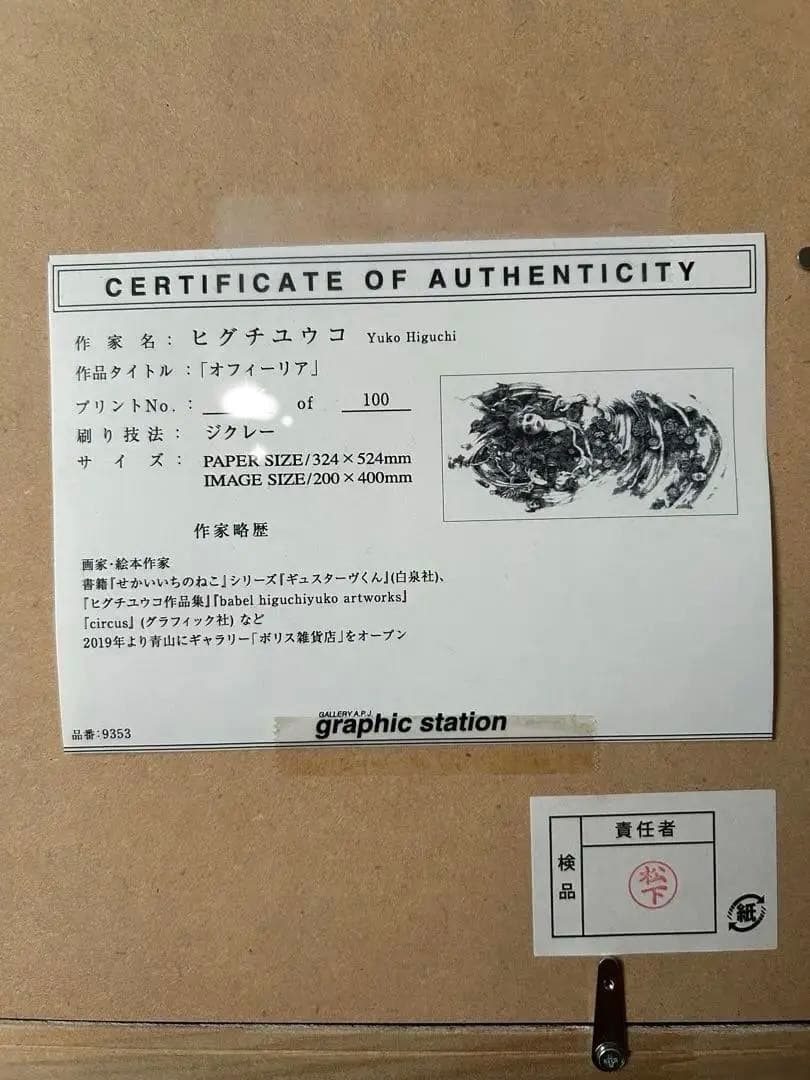 CERTIFICATE OF AUTHENTICITY
作家名：ヒグチユウコ Yuko Higuchi
作品タイトル：「オフィーリア」
プリントNo.： of 100
刷り技法：ジクレー
サイズ：PAPER SIZE/324×524mm
IMAGE SIZE/200×400mm
作家略歴
画家・絵本作家
書籍『せかいいちのねこ』シリーズ『ギュスターヴくん』(白泉社)、
『ヒグチユウコ作品集』『babel higuchiyuko artworks』
『circus』(グラフィック社) など
2019年より青山にギャラリー「ボリス雑貨店」をオープン
GALLERY A.P.J
graphic station
品番：9353
責任者
検品
松下
紙